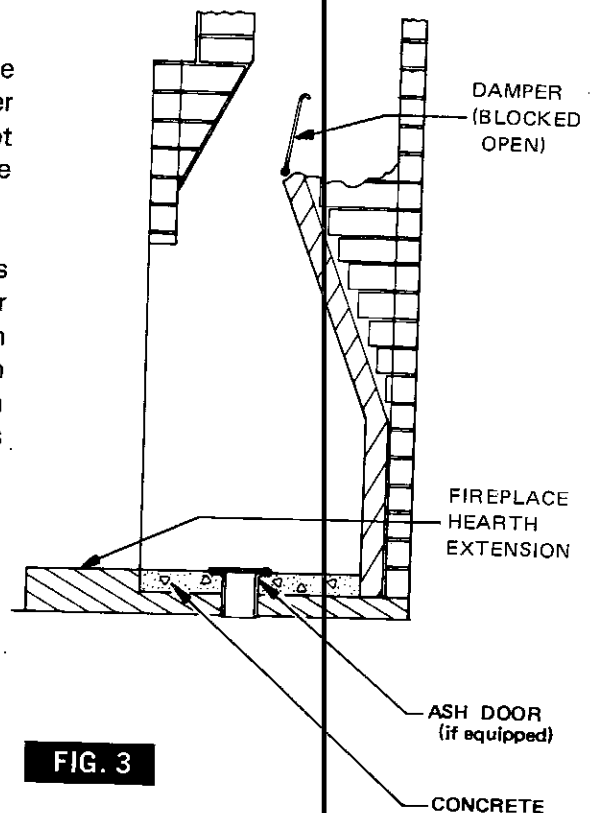 DAMPER
(BLOCKED
OPEN)
FIREPLACE
HEARTH
EXTENSION
ASH DOOR
(if equipped)
CONCRETE
FIG. 3